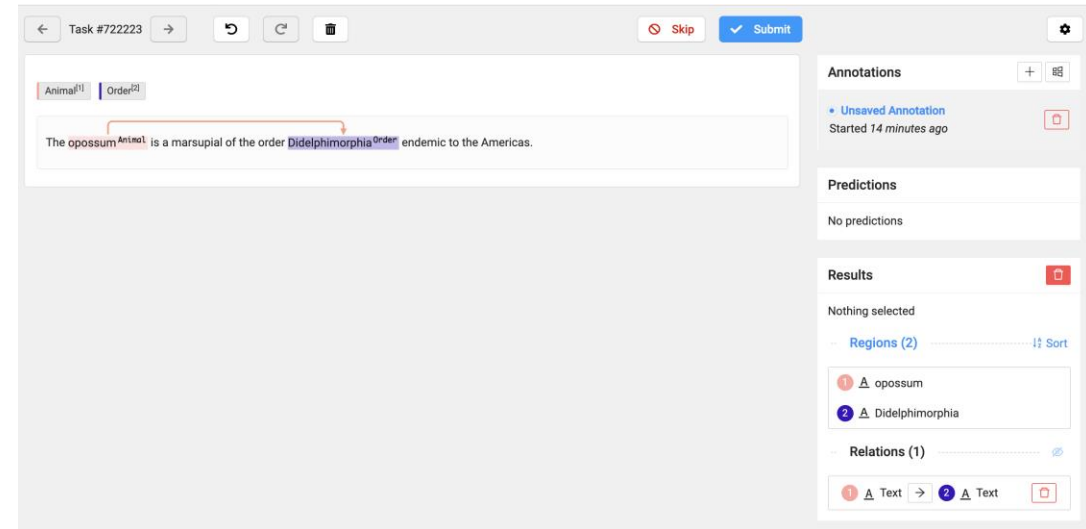 Task #722223
Skip
Submit
Animal[1] Order[2]
The opossum Animal is a marsupial of the order Didelphimorphia Order endemic to the Americas.
Annotations
Unsaved Annotation
Started 14 minutes ago
Predictions
No predictions
Results
Nothing selected
Regions (2) Sort
1 A opossum
2 A Didelphimorphia
Relations (1)
1 A Text → 2 A Text